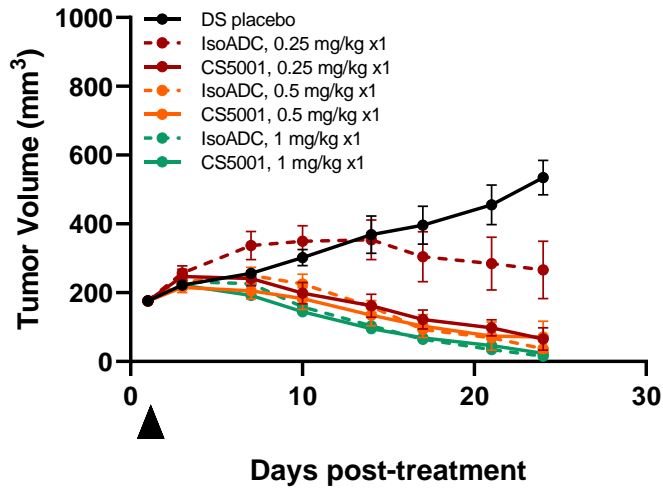 DS placebo
IsoADC, 0.25 mg/kg x1
CS5001, 0.25 mg/kg x1
IsoADC, 0.5 mg/kg x1
CS5001, 0.5 mg/kg x1
IsoADC, 1 mg/kg x1
CS5001, 1 mg/kg x1
Tumor Volume (mm³)
1000
800
600
400
200
0
0
10
20
30
Days post-treatment